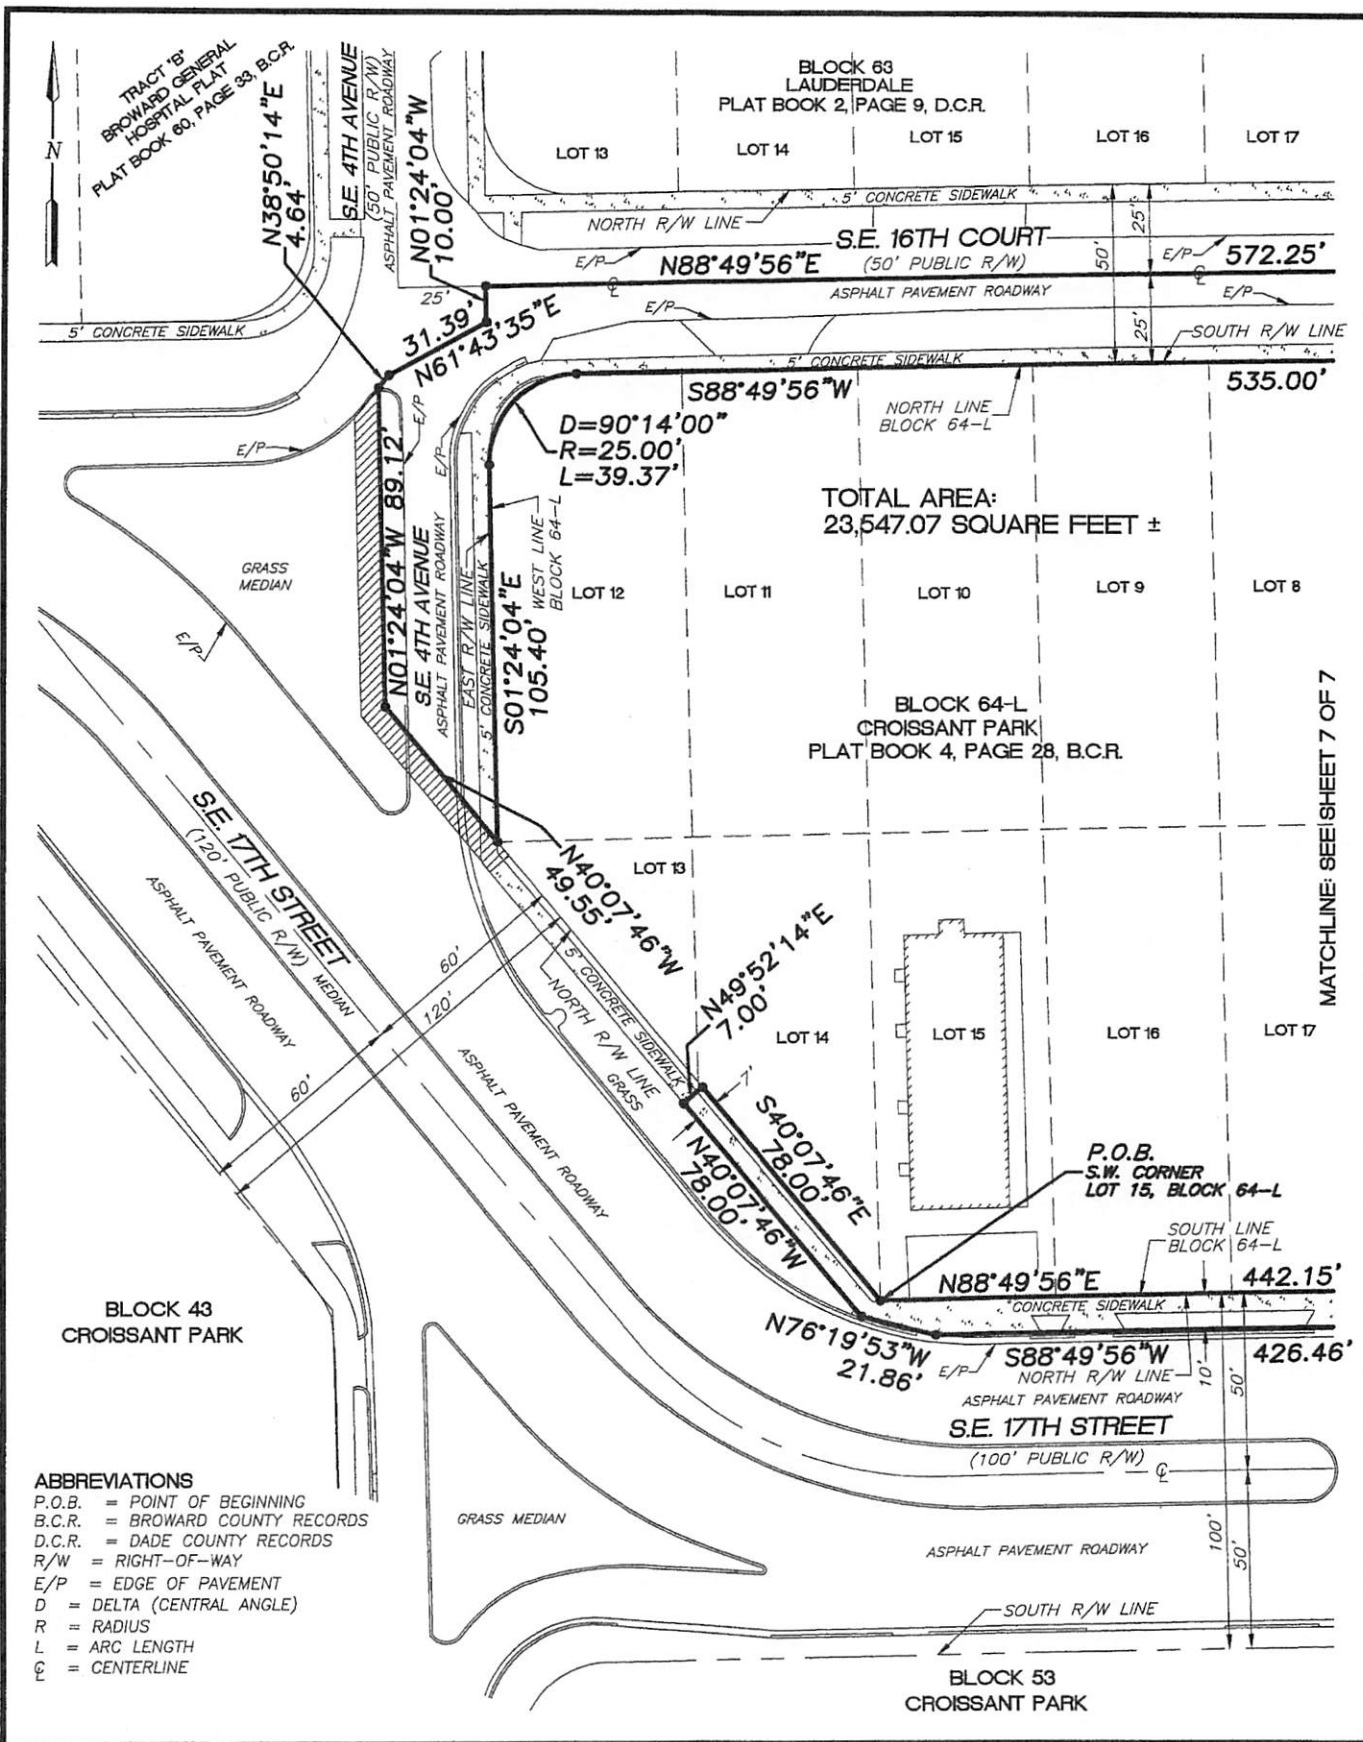 TRACT "B"
BROWARD GENERAL
HOSPITAL PLAT
PLAT BOOK 60, PAGE 33, B.C.R.
N
N38°50'14"E
4.64'
S.E. 4TH AVENUE
(50' PUBLIC R/W)
ASPHALT PAVEMENT ROADWAY
N01°24'04"W
10.00'
BLOCK 63
LAUDERDALE
PLAT BOOK 2, PAGE 9, D.C.R.
LOT 13
LOT 14
LOT 15
LOT 16
LOT 17
5' CONCRETE SIDEWALK
NORTH R/W LINE
S.E. 16TH COURT
(50' PUBLIC R/W)
E/P
N88°49'56"E
℄
E/P
℄
572.25'
50'
25'
25'
25'
ASPHALT PAVEMENT ROADWAY
E/P
E/P
5' CONCRETE SIDEWALK
31.39'
N61°43'35"E
SOUTH R/W LINE
5' CONCRETE SIDEWALK
S88°49'56"W
535.00'
NORTH LINE
BLOCK 64-L
E/P
E/P
E/P
D=90°14'00"
R=25.00'
L=39.37'
TOTAL AREA:
23,547.07 SQUARE FEET ±
N01°24'04"W 89.12'
S.E. 4TH AVENUE
ASPHALT PAVEMENT ROADWAY
EAST R/W LINE
5' CONCRETE SIDEWALK
S01°24'04"E
105.40'
WEST LINE
BLOCK 64-L
GRASS
MEDIAN
E/P
LOT 12
LOT 11
LOT 10
LOT 9
LOT 8
BLOCK 64-L
CROISSANT PARK
PLAT BOOK 4, PAGE 28, B.C.R.
MATCHLINE: SEE SHEET 7 OF 7
S.E. 17TH STREET
(120' PUBLIC R/W)
MEDIAN
ASPHALT PAVEMENT ROADWAY
N40°07'46"W
49.55'
LOT 13
60'
120'
60'
5' CONCRETE SIDEWALK
NORTH R/W LINE
GRASS
N49°52'14"E
7.00'
7'
LOT 14
LOT 15
LOT 16
LOT 17
ASPHALT PAVEMENT ROADWAY
S40°07'46"E
78.00'
N40°07'46"W
78.00'
P.O.B.
S.W. CORNER
LOT 15, BLOCK 64-L
SOUTH LINE
BLOCK 64-L
N88°49'56"E
442.15'
CONCRETE SIDEWALK
N76°19'53"W
21.86'
E/P
S88°49'56"W
426.46'
NORTH R/W LINE
10'
50'
ASPHALT PAVEMENT ROADWAY
S.E. 17TH STREET
(100' PUBLIC R/W)
℄
100'
50'
BLOCK 43
CROISSANT PARK
GRASS MEDIAN
ASPHALT PAVEMENT ROADWAY
SOUTH R/W LINE
BLOCK 53
CROISSANT PARK
ABBREVIATIONS
P.O.B. = POINT OF BEGINNING
B.C.R. = BROWARD COUNTY RECORDS
D.C.R. = DADE COUNTY RECORDS
R/W = RIGHT-OF-WAY
E/P = EDGE OF PAVEMENT
D = DELTA (CENTRAL ANGLE)
R = RADIUS
L = ARC LENGTH
℄ = CENTERLINE